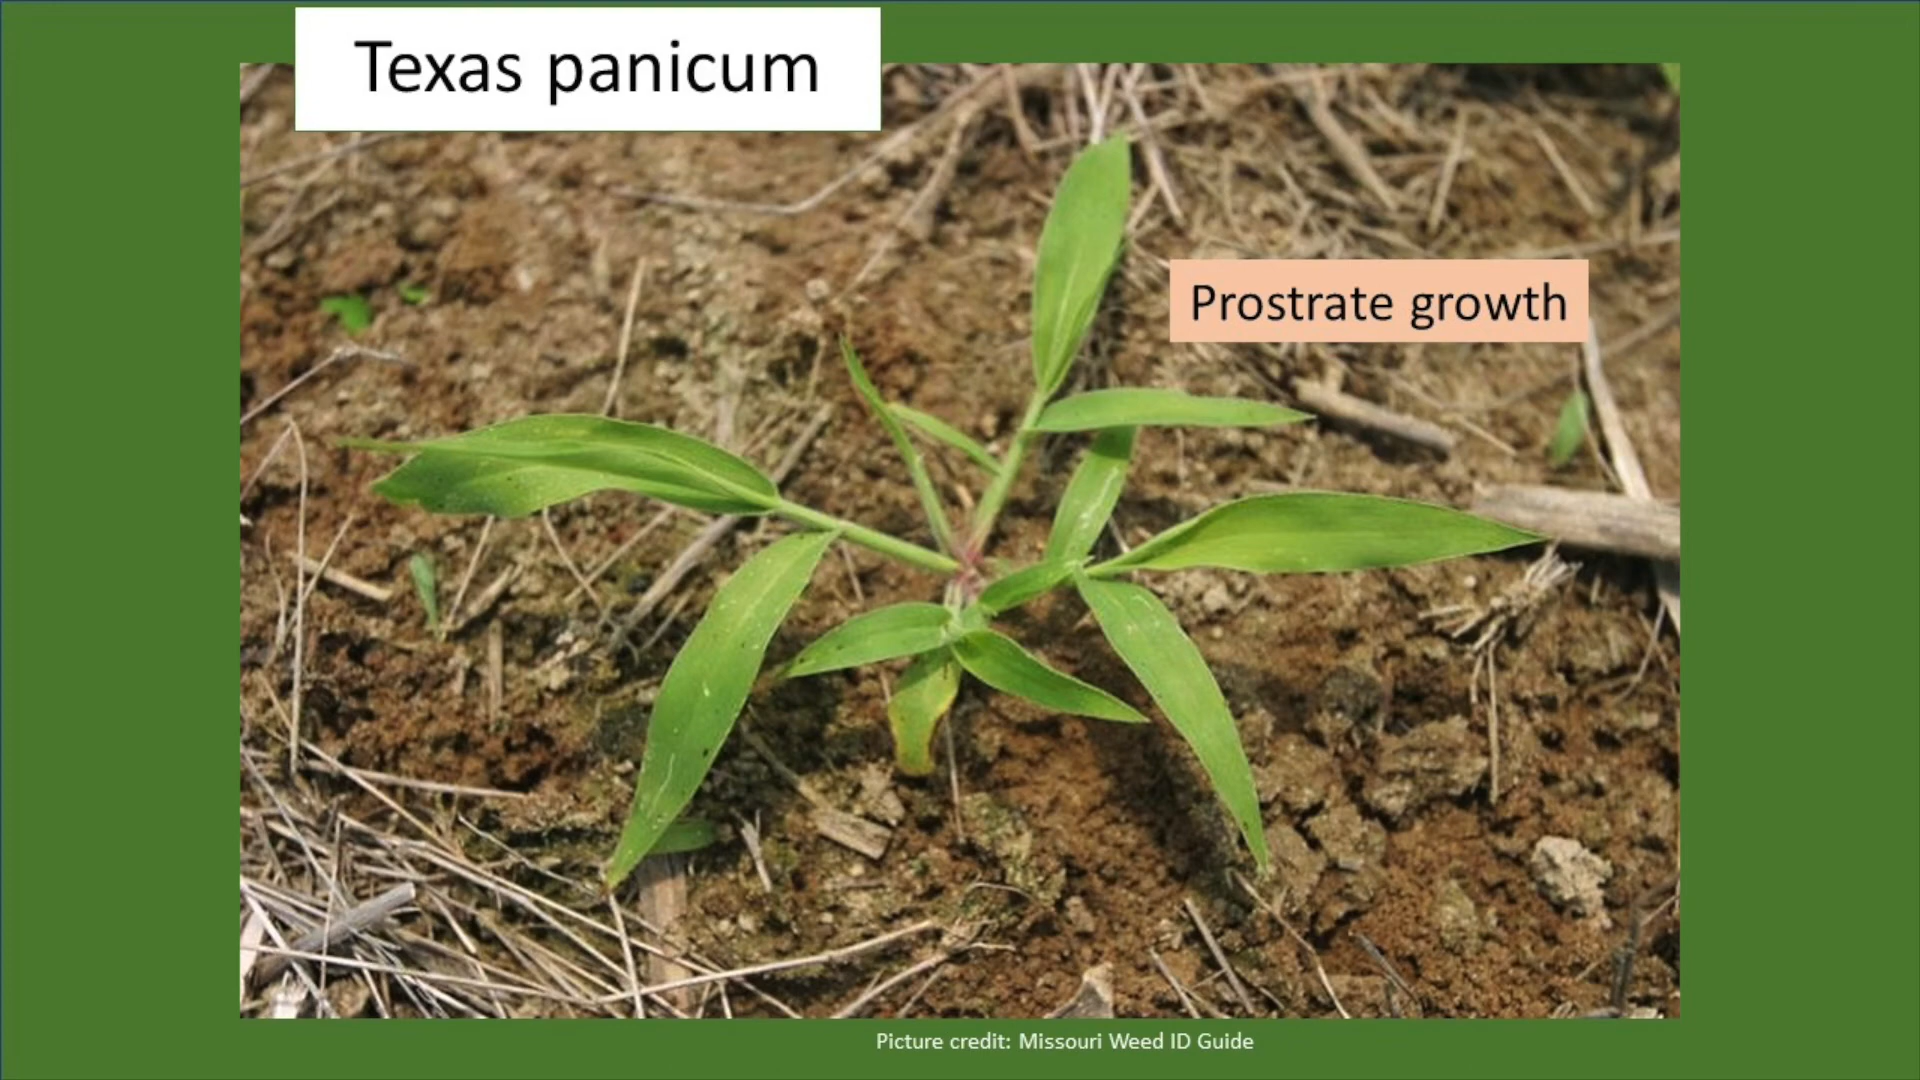 Texas panicum
Prostrate growth
Picture credit: Missouri Weed ID Guide